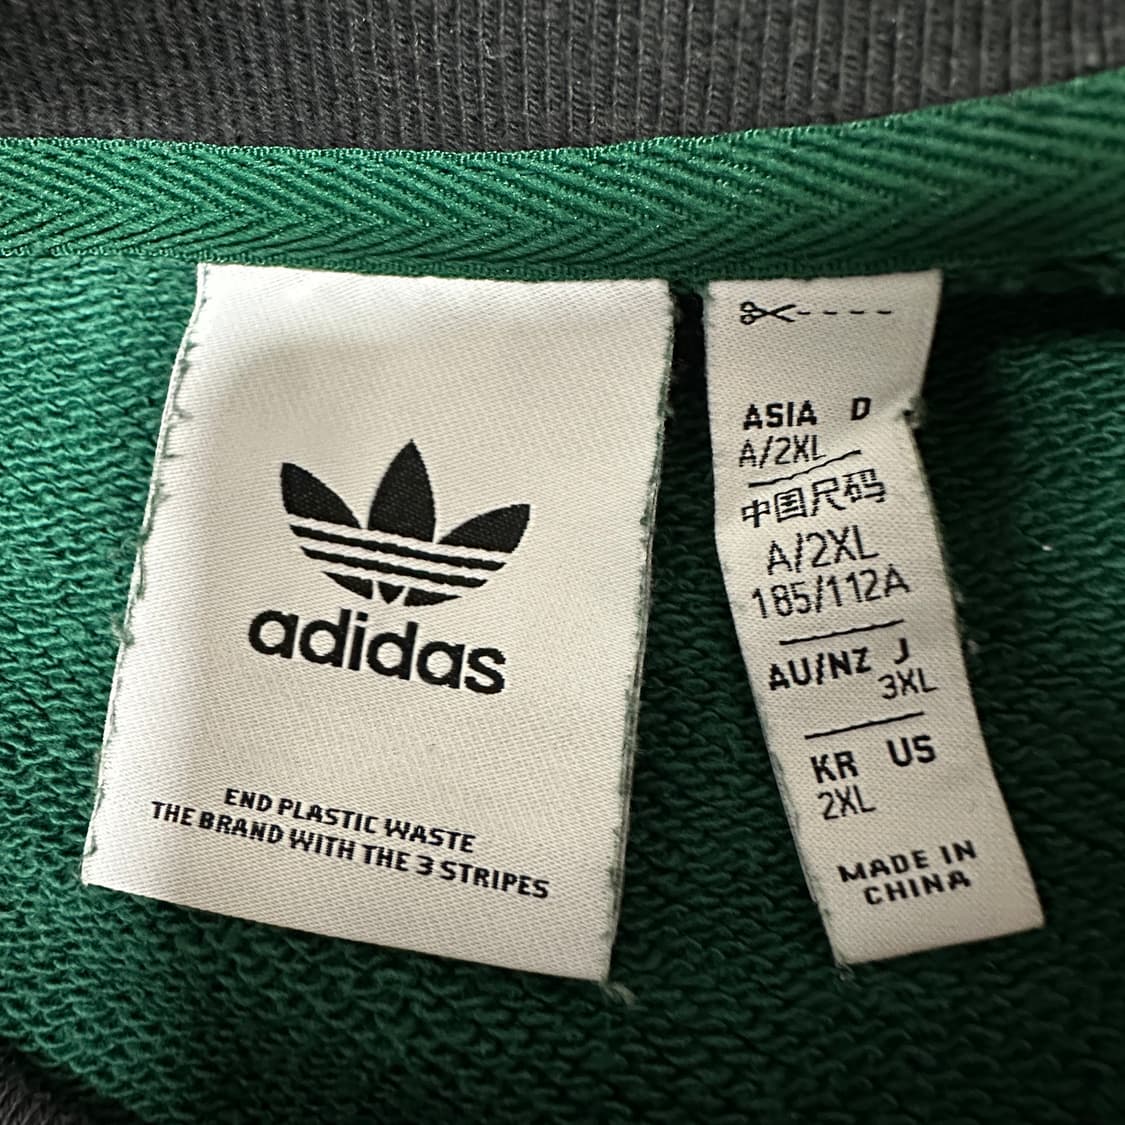 adidas
END PLASTIC WASTE
THE BRAND WITH THE 3 STRIPES
ASIA D
A/2XL
中国尺码
A/2XL
185/112A
AU/NZ J
3XL
KR US
2XL
MADE IN
CHINA